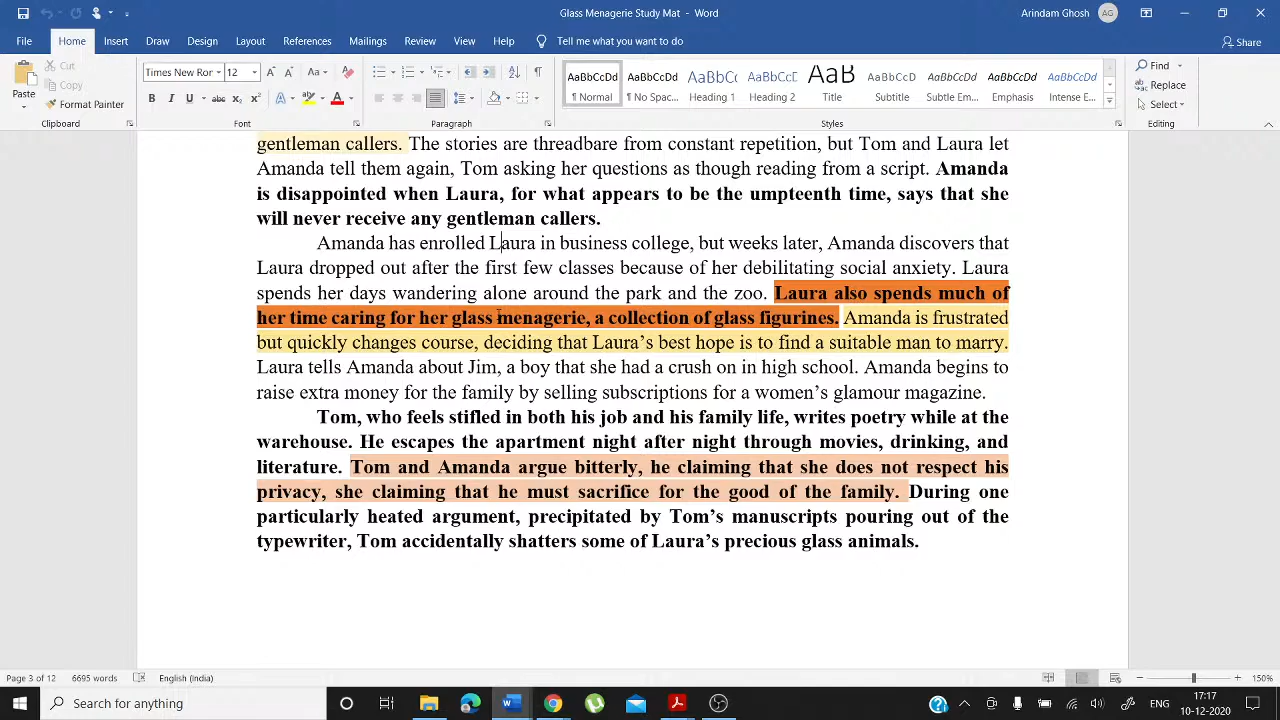 Glass Menagerie Study Mat - Word
Arindam Ghosh AG
File Home Insert Draw Design Layout References Mailings Review View Help Tell me what you want to do Share
Paste Cut Copy Format Painter
Times New Ror 12 Aa
AaBbCcDd AaBbCcDd AaBbCcDd AaBbCcDd AaB AaBbCcDd AaBbCcDd AaBbCcDd AaBbCcDd
¶ Normal ¶ No Spac... Heading 1 Heading 2 Title Subtitle Subtle Em... Emphasis Intense E...
Find Replace Select
Clipboard Font Paragraph Styles Editing
gentleman callers. The stories are threadbare from constant repetition, but Tom and Laura let
Amanda tell them again, Tom asking her questions as though reading from a script. Amanda
is disappointed when Laura, for what appears to be the umpteenth time, says that she
will never receive any gentleman callers.
Amanda has enrolled Laura in business college, but weeks later, Amanda discovers that
Laura dropped out after the first few classes because of her debilitating social anxiety. Laura
spends her days wandering alone around the park and the zoo. Laura also spends much of
her time caring for her glass menagerie, a collection of glass figurines. Amanda is frustrated
but quickly changes course, deciding that Laura’s best hope is to find a suitable man to marry.
Laura tells Amanda about Jim, a boy that she had a crush on in high school. Amanda begins to
raise extra money for the family by selling subscriptions for a women’s glamour magazine.
Tom, who feels stifled in both his job and his family life, writes poetry while at the
warehouse. He escapes the apartment night after night through movies, drinking, and
literature. Tom and Amanda argue bitterly, he claiming that she does not respect his
privacy, she claiming that he must sacrifice for the good of the family. During one
particularly heated argument, precipitated by Tom’s manuscripts pouring out of the
typewriter, Tom accidentally shatters some of Laura’s precious glass animals.
Page 3 of 12 6695 words English (India) 150%
Search for anything
ENG 17:17
10-12-2020